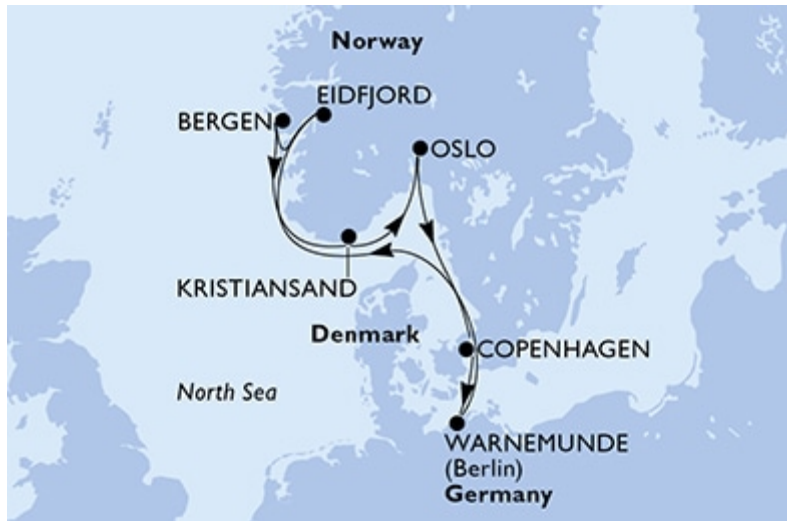 Norway
EIDFJORD
BERGEN
OSLO
KRISTIANSAND
Denmark
COPENHAGEN
North Sea
WARNEMUNDE
(Berlin)
Germany